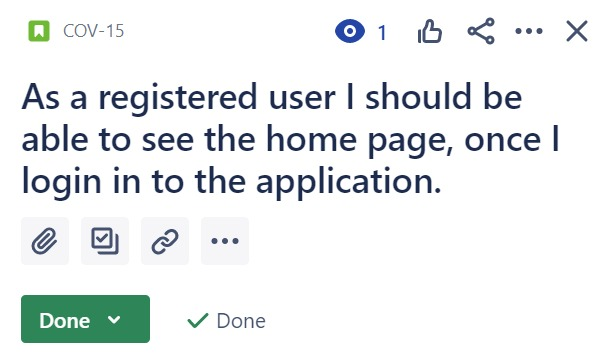 COV-15
1
As a registered user I should be
able to see the home page, once I
login in to the application.
Done
Done